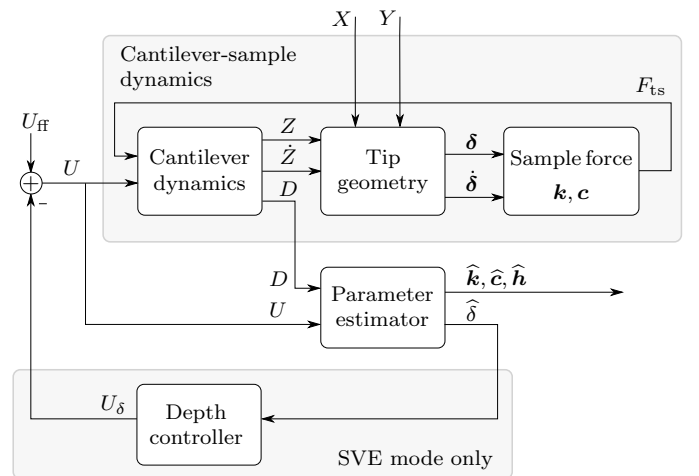 X
Y
Cantilever-sample
dynamics
F_ts
U_ff
U
Cantilever
dynamics
Z
Ż
D
Tip
geometry
δ
δ̇
Sample force
k, c
D
U
Parameter
estimator
k̂, ĉ, ĥ
δ̂
U_δ
Depth
controller
SVE mode only